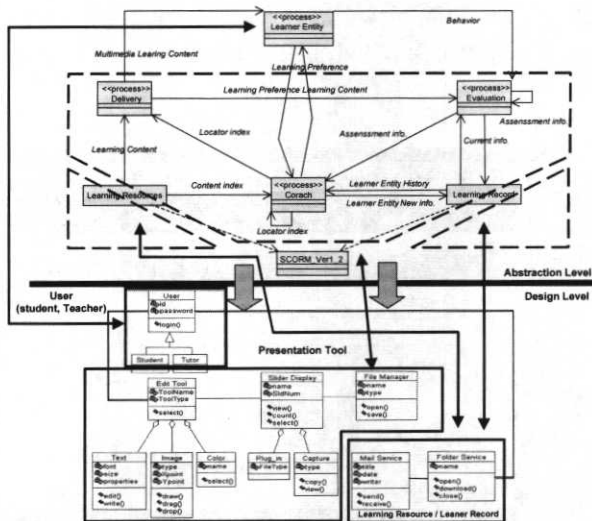 <<process>>
Learner Entity
Behavior
Multimedia Learing Content
Learning Preference
<<process>>
Delivery
Learning Preference Learning Content
<<process>>
Evaluation
Locator index
Assenssment info.
Assenssment info.
Learning Content
Current info.
<<process>>
Corach
Learning Resources
Content index
Learner Entity History
Learning Record
Learner Entity New info.
Locator index
SCORM_Ver1_2
Abstraction Level
User
(student, Teacher)
Design Level
User
id
password
login()
Student
Tutor
Presentation Tool
Edit Tool
ToolName
ToolType
select()
Slider Display
name
SldNum
view()
count()
select()
File Manager
name
type
open()
save()
Text
font
size
properties
edit()
write()
Image
type
Xpoint
Ypoint
draw()
drag()
drop()
Color
name
select()
Plug_in
FileType
Capture
type
copy()
view()
Mail Service
title
date
writer
send()
receive()
Folder Service
name
open()
download()
close()
Learning Resource / Leaner Record